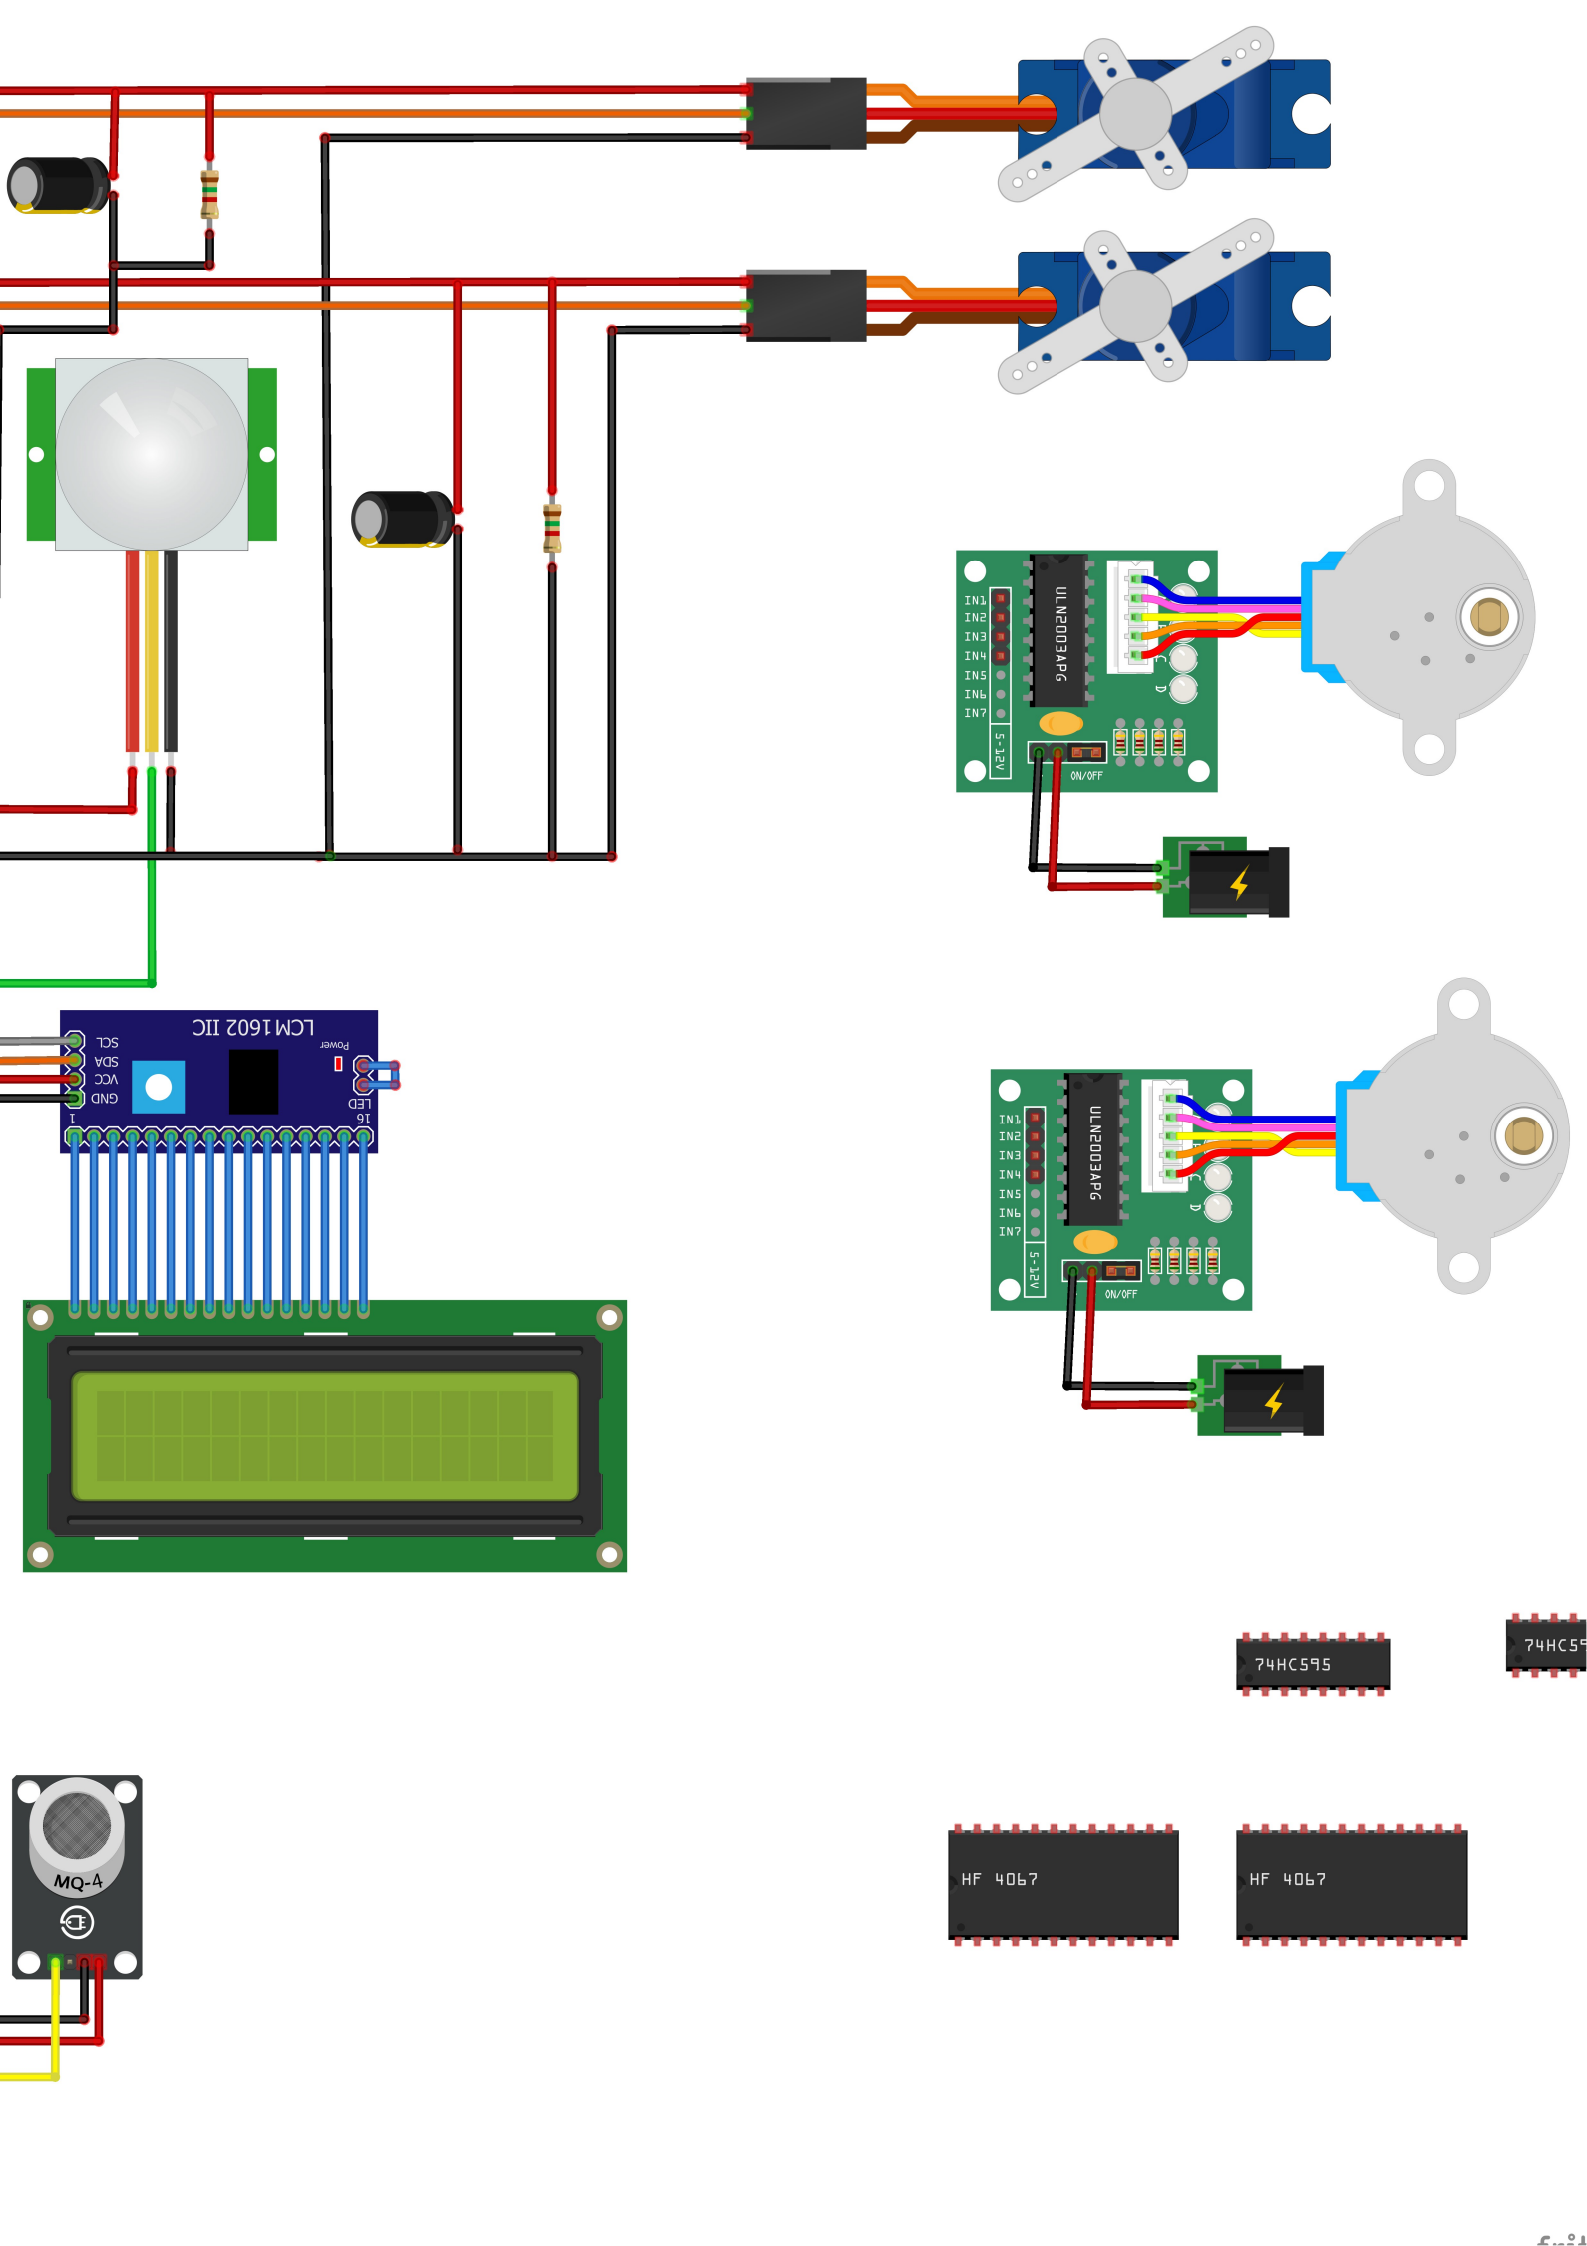 IN1
IN2
IN3
IN4
IN5
IN6
IN7
5-12V
ULN2003APG
C
D
ON/OFF
LCM1602 IIC
SCL
SDA
VCC
GND
Power
LED
1
16
IN1
IN2
IN3
IN4
IN5
IN6
IN7
5-12V
ULN2003APG
C
D
ON/OFF
74HC595
74HC59
MQ-4
HF 4067
HF 4067